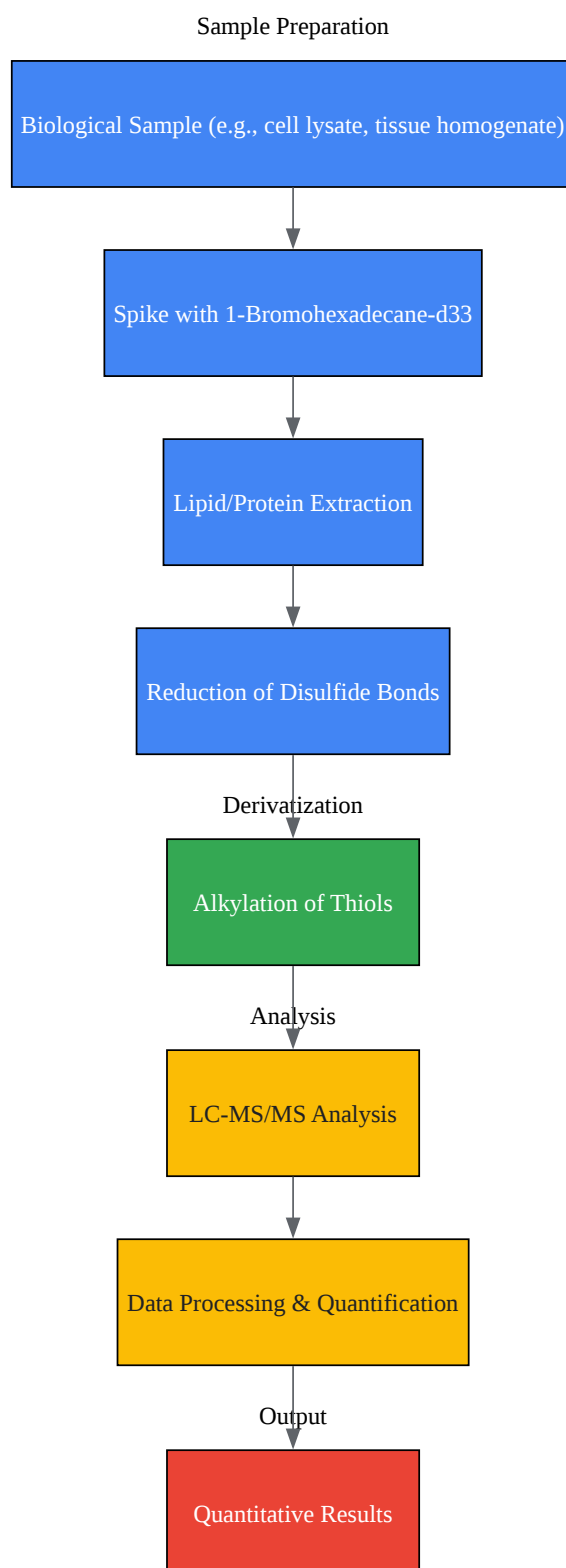 Sample Preparation
Biological Sample (e.g., cell lysate, tissue homogenate)
Spike with 1-Bromohexadecane-d33
Lipid/Protein Extraction
Reduction of Disulfide Bonds
Derivatization
Alkylation of Thiols
Analysis
LC-MS/MS Analysis
Data Processing & Quantification
Output
Quantitative Results